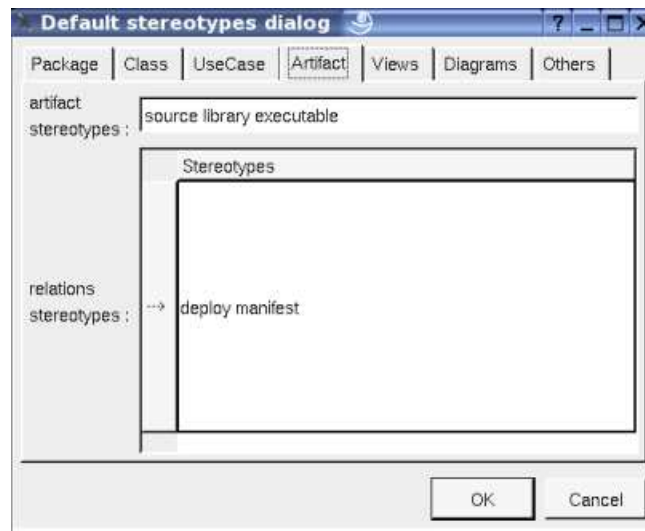 Default stereotypes dialog
Package Class UseCase Artifact Views Diagrams Others
artifact
stereotypes :
source library executable
Stereotypes
relations
stereotypes :
deploy manifest
OK Cancel